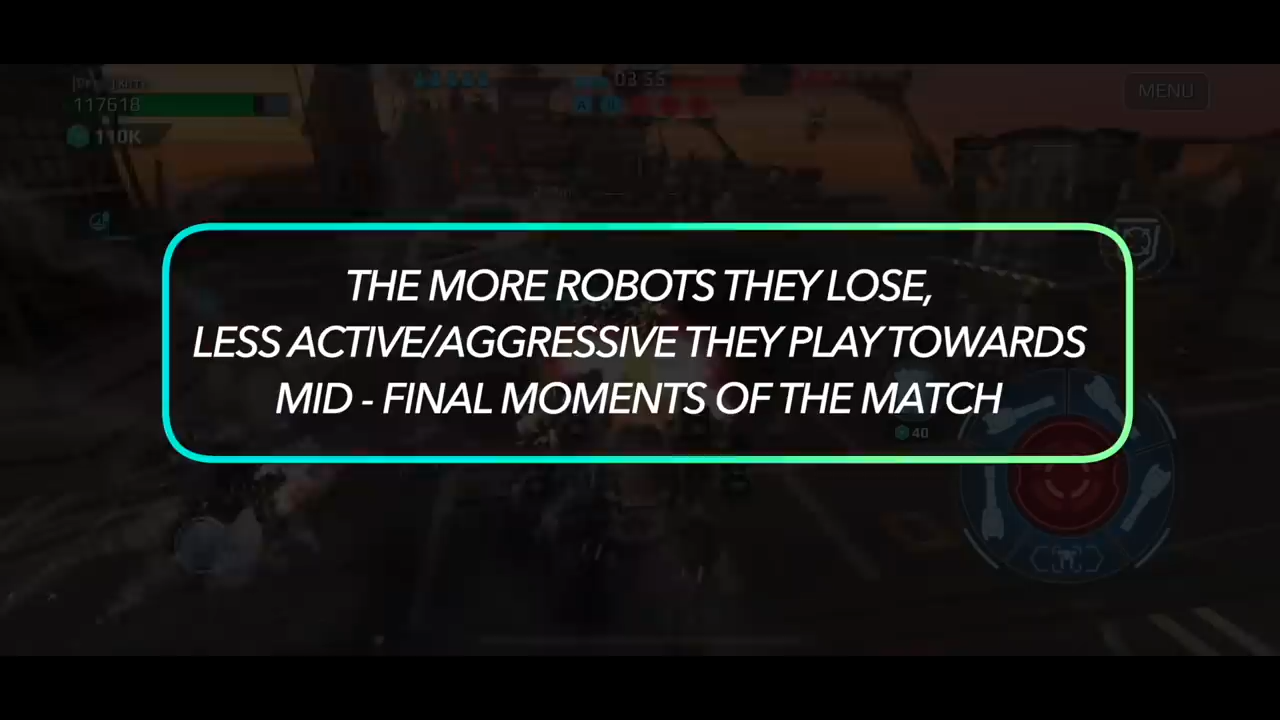 117618
03:55
MENU
A B
110K
THE MORE ROBOTS THEY LOSE,
LESS ACTIVE/AGGRESSIVE THEY PLAY TOWARDS
MID - FINAL MOMENTS OF THE MATCH
40